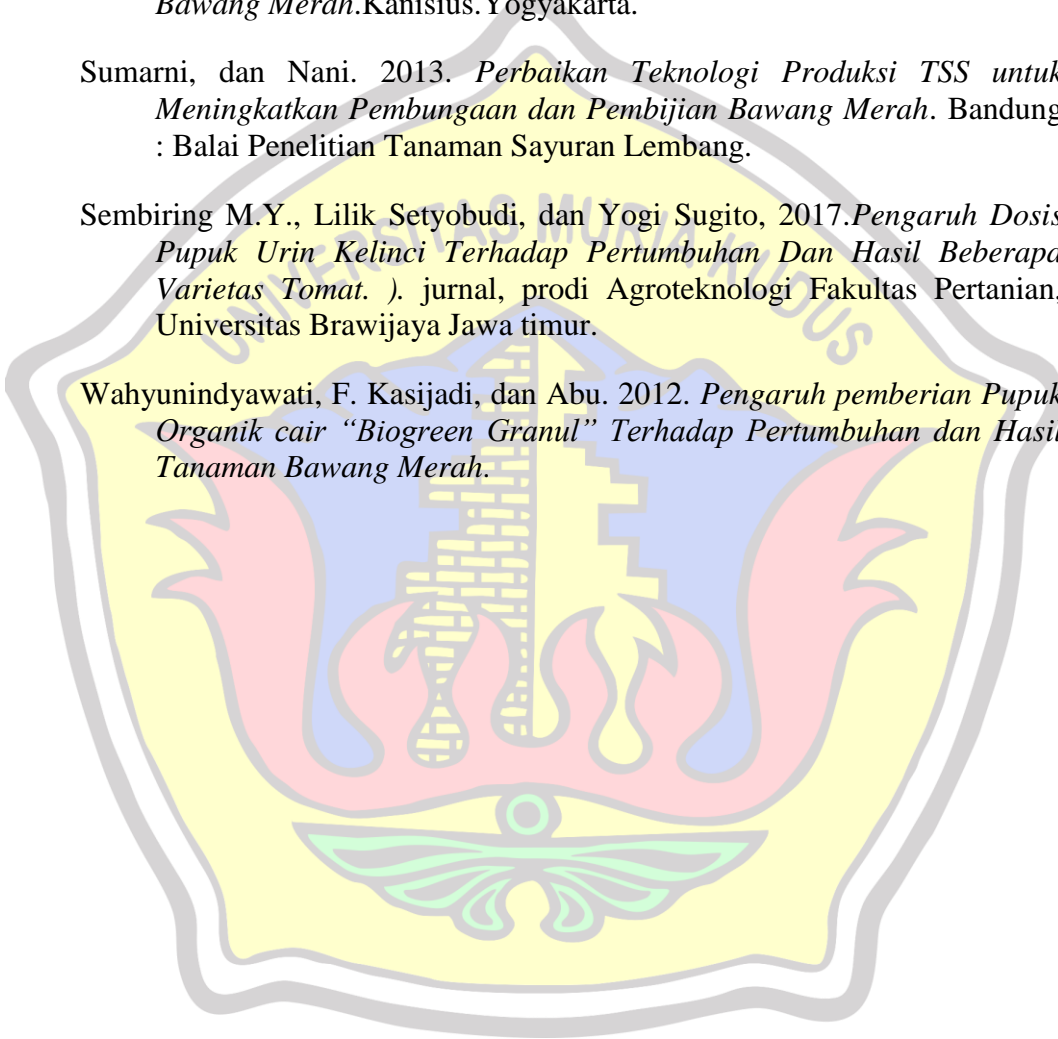 Bawang Merah.Kanisius.Yogyakarta.
Sumarni, dan Nani. 2013. Perbaikan Teknologi Produksi TSS untuk
Meningkatkan Pembungaan dan Pembijian Bawang Merah. Bandung
: Balai Penelitian Tanaman Sayuran Lembang.
Sembiring M.Y., Lilik Setyobudi, dan Yogi Sugito, 2017.Pengaruh Dosis
Pupuk Urin Kelinci Terhadap Pertumbuhan Dan Hasil Beberapa
Varietas Tomat. ). jurnal, prodi Agroteknologi Fakultas Pertanian,
Universitas Brawijaya Jawa timur.
Wahyunindyawati, F. Kasijadi, dan Abu. 2012. Pengaruh pemberian Pupuk
Organik cair “Biogreen Granul” Terhadap Pertumbuhan dan Hasil
Tanaman Bawang Merah.
UNIVERSITAS MURIA KUDUS